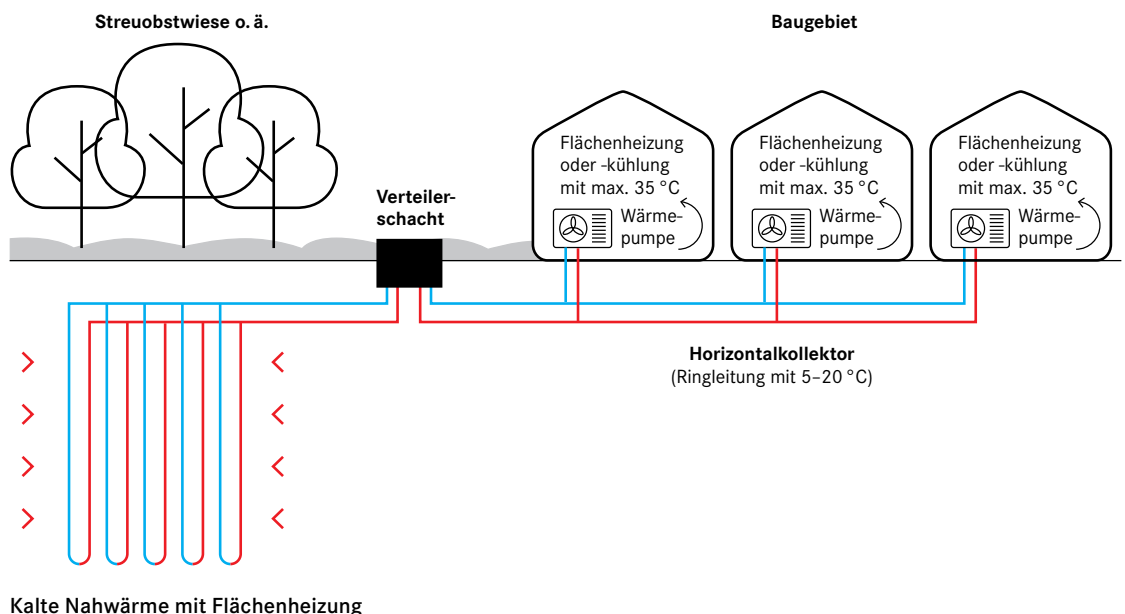 Streuobstwiese o. ä.
Baugebiet
Flächenheizung
oder -kühlung
mit max. 35 °C
Wärme-
pumpe
Flächenheizung
oder -kühlung
mit max. 35 °C
Wärme-
pumpe
Flächenheizung
oder -kühlung
mit max. 35 °C
Wärme-
pumpe
Verteiler-
schacht
Horizontalkollektor
(Ringleitung mit 5–20 °C)
Kalte Nahwärme mit Flächenheizung